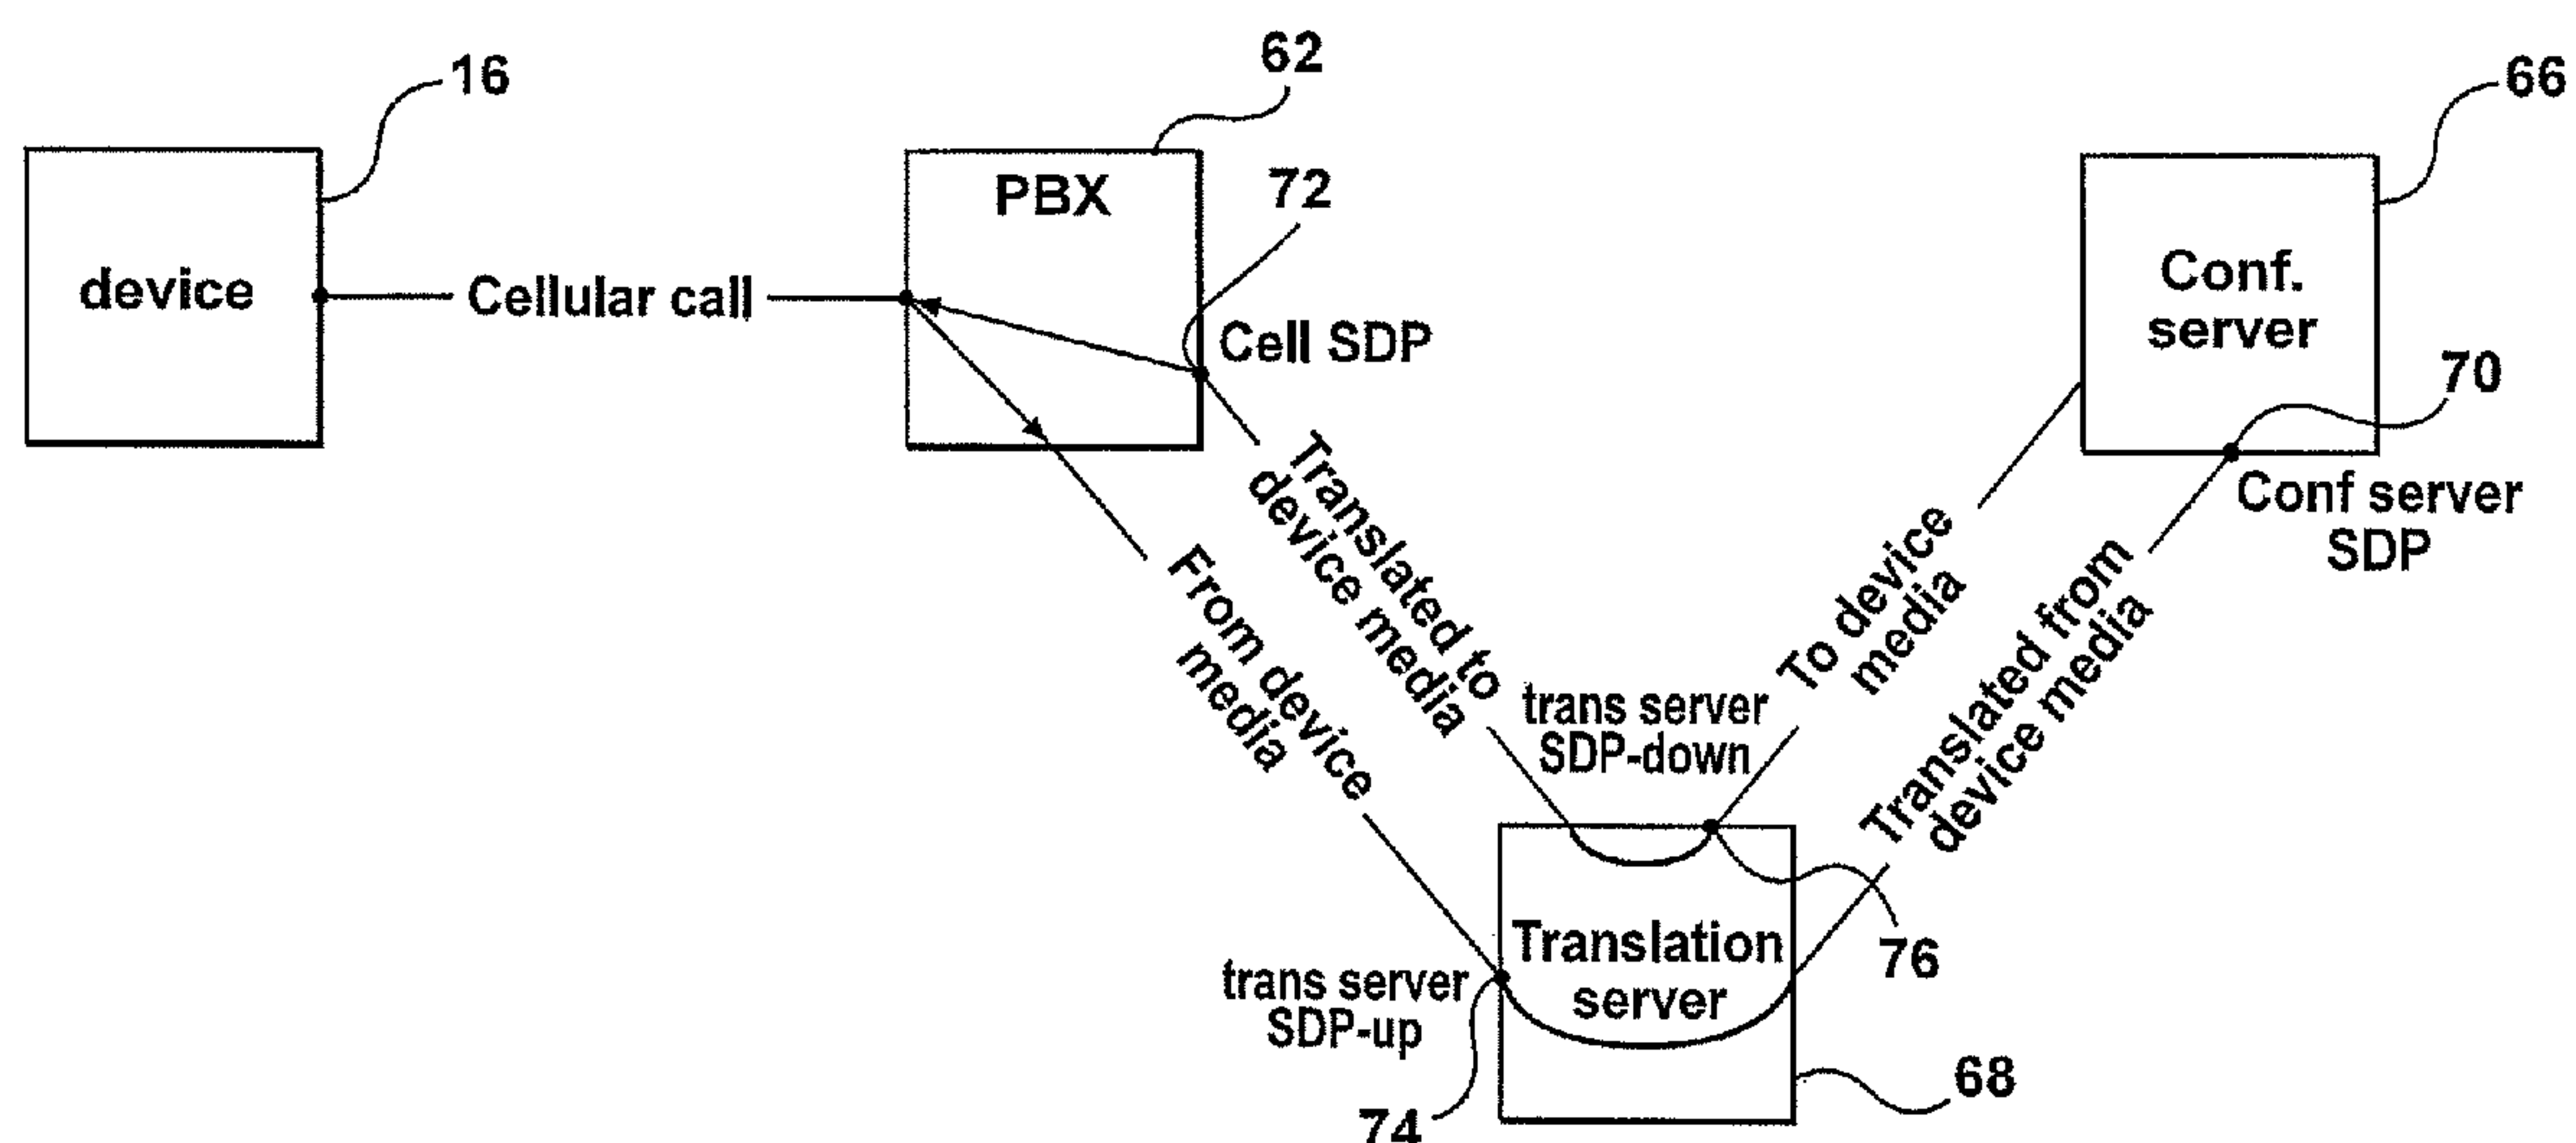 16
62
66
PBX
72
device
Cellular call
Cell SDP
Conf.
server
70
Conf server
SDP
Translated to
device media
From device
media
To device
media
Translated from
device media
trans server
SDP-down
Translation
server
76
trans server
SDP-up
74
68